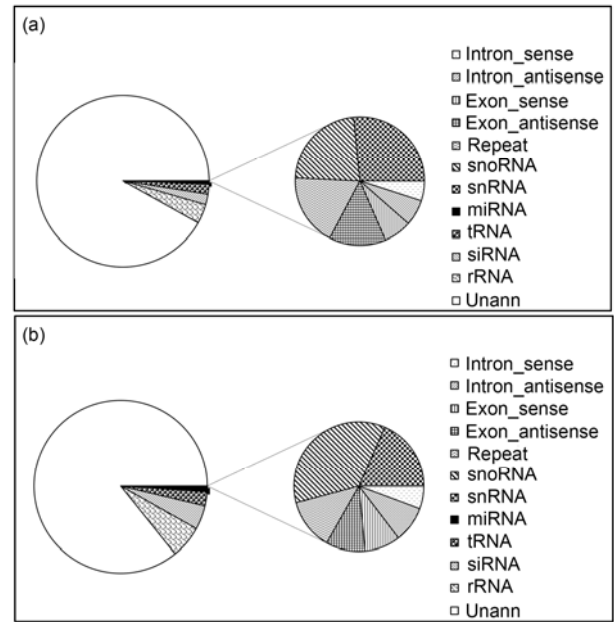 (a)
Intron_sense
Intron_antisense
Exon_sense
Exon_antisense
Repeat
snoRNA
snRNA
miRNA
tRNA
siRNA
rRNA
Unann
(b)
Intron_sense
Intron_antisense
Exon_sense
Exon_antisense
Repeat
snoRNA
snRNA
miRNA
tRNA
siRNA
rRNA
Unann